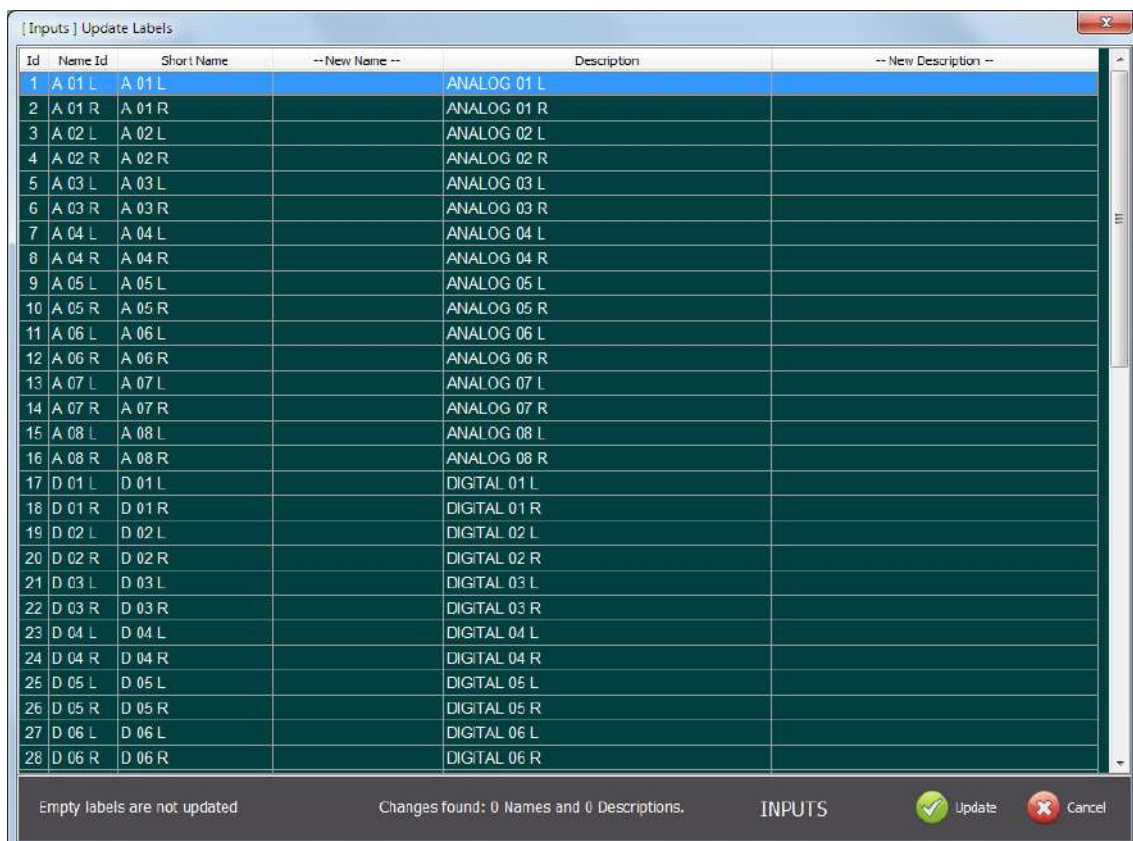 [ Inputs ] Update Labels
Id Name Id Short Name -- New Name -- Description -- New Description --
1 A 01 L A 01 L ANALOG 01 L
2 A 01 R A 01 R ANALOG 01 R
3 A 02 L A 02 L ANALOG 02 L
4 A 02 R A 02 R ANALOG 02 R
5 A 03 L A 03 L ANALOG 03 L
6 A 03 R A 03 R ANALOG 03 R
7 A 04 L A 04 L ANALOG 04 L
8 A 04 R A 04 R ANALOG 04 R
9 A 05 L A 05 L ANALOG 05 L
10 A 05 R A 05 R ANALOG 05 R
11 A 06 L A 06 L ANALOG 06 L
12 A 06 R A 06 R ANALOG 06 R
13 A 07 L A 07 L ANALOG 07 L
14 A 07 R A 07 R ANALOG 07 R
15 A 08 L A 08 L ANALOG 08 L
16 A 08 R A 08 R ANALOG 08 R
17 D 01 L D 01 L DIGITAL 01 L
18 D 01 R D 01 R DIGITAL 01 R
19 D 02 L D 02 L DIGITAL 02 L
20 D 02 R D 02 R DIGITAL 02 R
21 D 03 L D 03 L DIGITAL 03 L
22 D 03 R D 03 R DIGITAL 03 R
23 D 04 L D 04 L DIGITAL 04 L
24 D 04 R D 04 R DIGITAL 04 R
25 D 05 L D 05 L DIGITAL 05 L
26 D 05 R D 05 R DIGITAL 05 R
27 D 06 L D 06 L DIGITAL 06 L
28 D 06 R D 06 R DIGITAL 06 R
Empty labels are not updated Changes found: 0 Names and 0 Descriptions. INPUTS Update Cancel